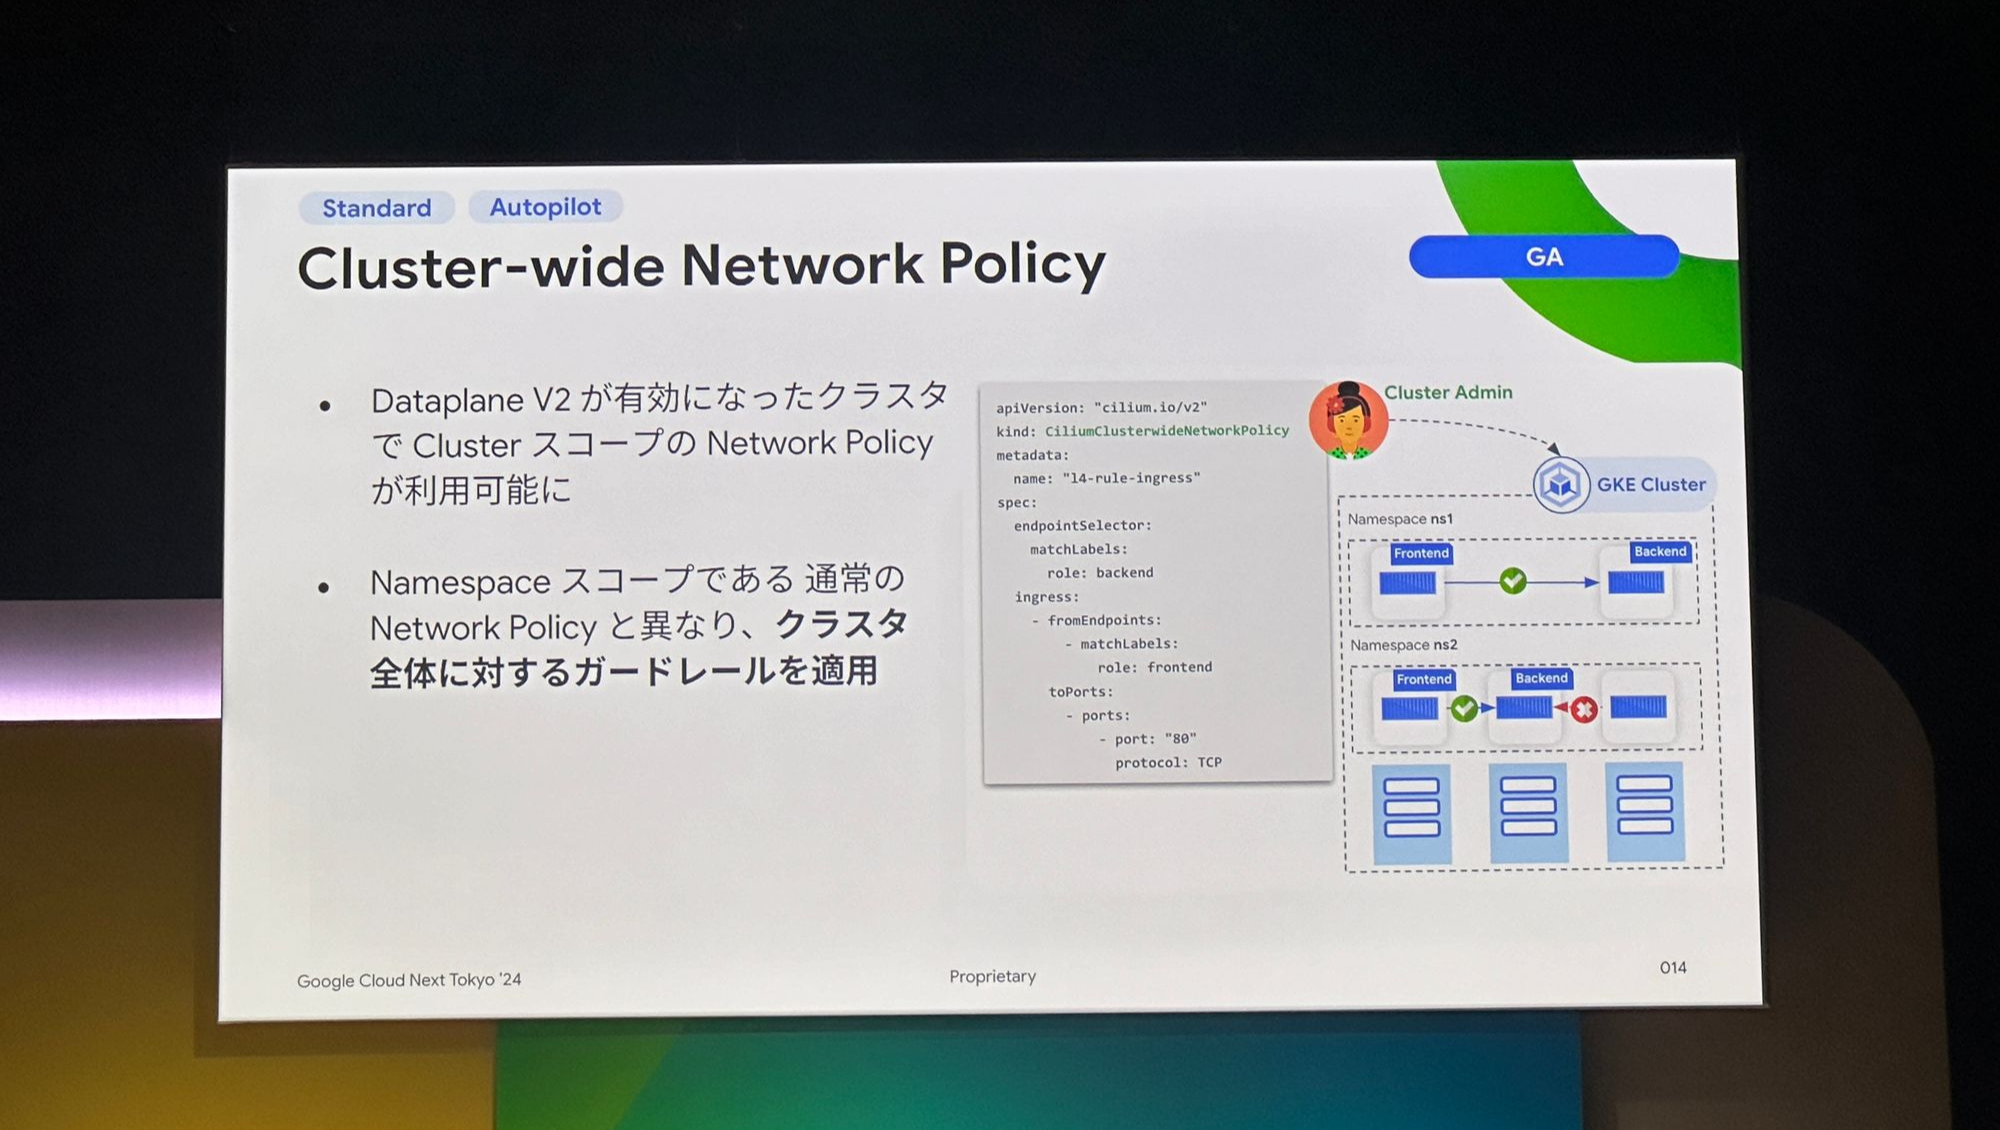 Standard Autopilot
Cluster-wide Network Policy
GA
• Dataplane V2 が有効になったクラスタ
で Cluster スコープの Network Policy
が利用可能に
• Namespace スコープである 通常の
Network Policy と異なり、クラスタ
全体に対するガードレールを適用
apiVersion: "cilium.io/v2"
kind: CiliumClusterwideNetworkPolicy
metadata:
  name: "l4-rule-ingress"
spec:
  endpointSelector:
    matchLabels:
      role: backend
  ingress:
    - fromEndpoints:
        - matchLabels:
            role: frontend
      toPorts:
        - ports:
            - port: "80"
              protocol: TCP
Cluster Admin
GKE Cluster
Namespace ns1
Frontend Backend
Namespace ns2
Frontend Backend
Google Cloud Next Tokyo '24
Proprietary
014